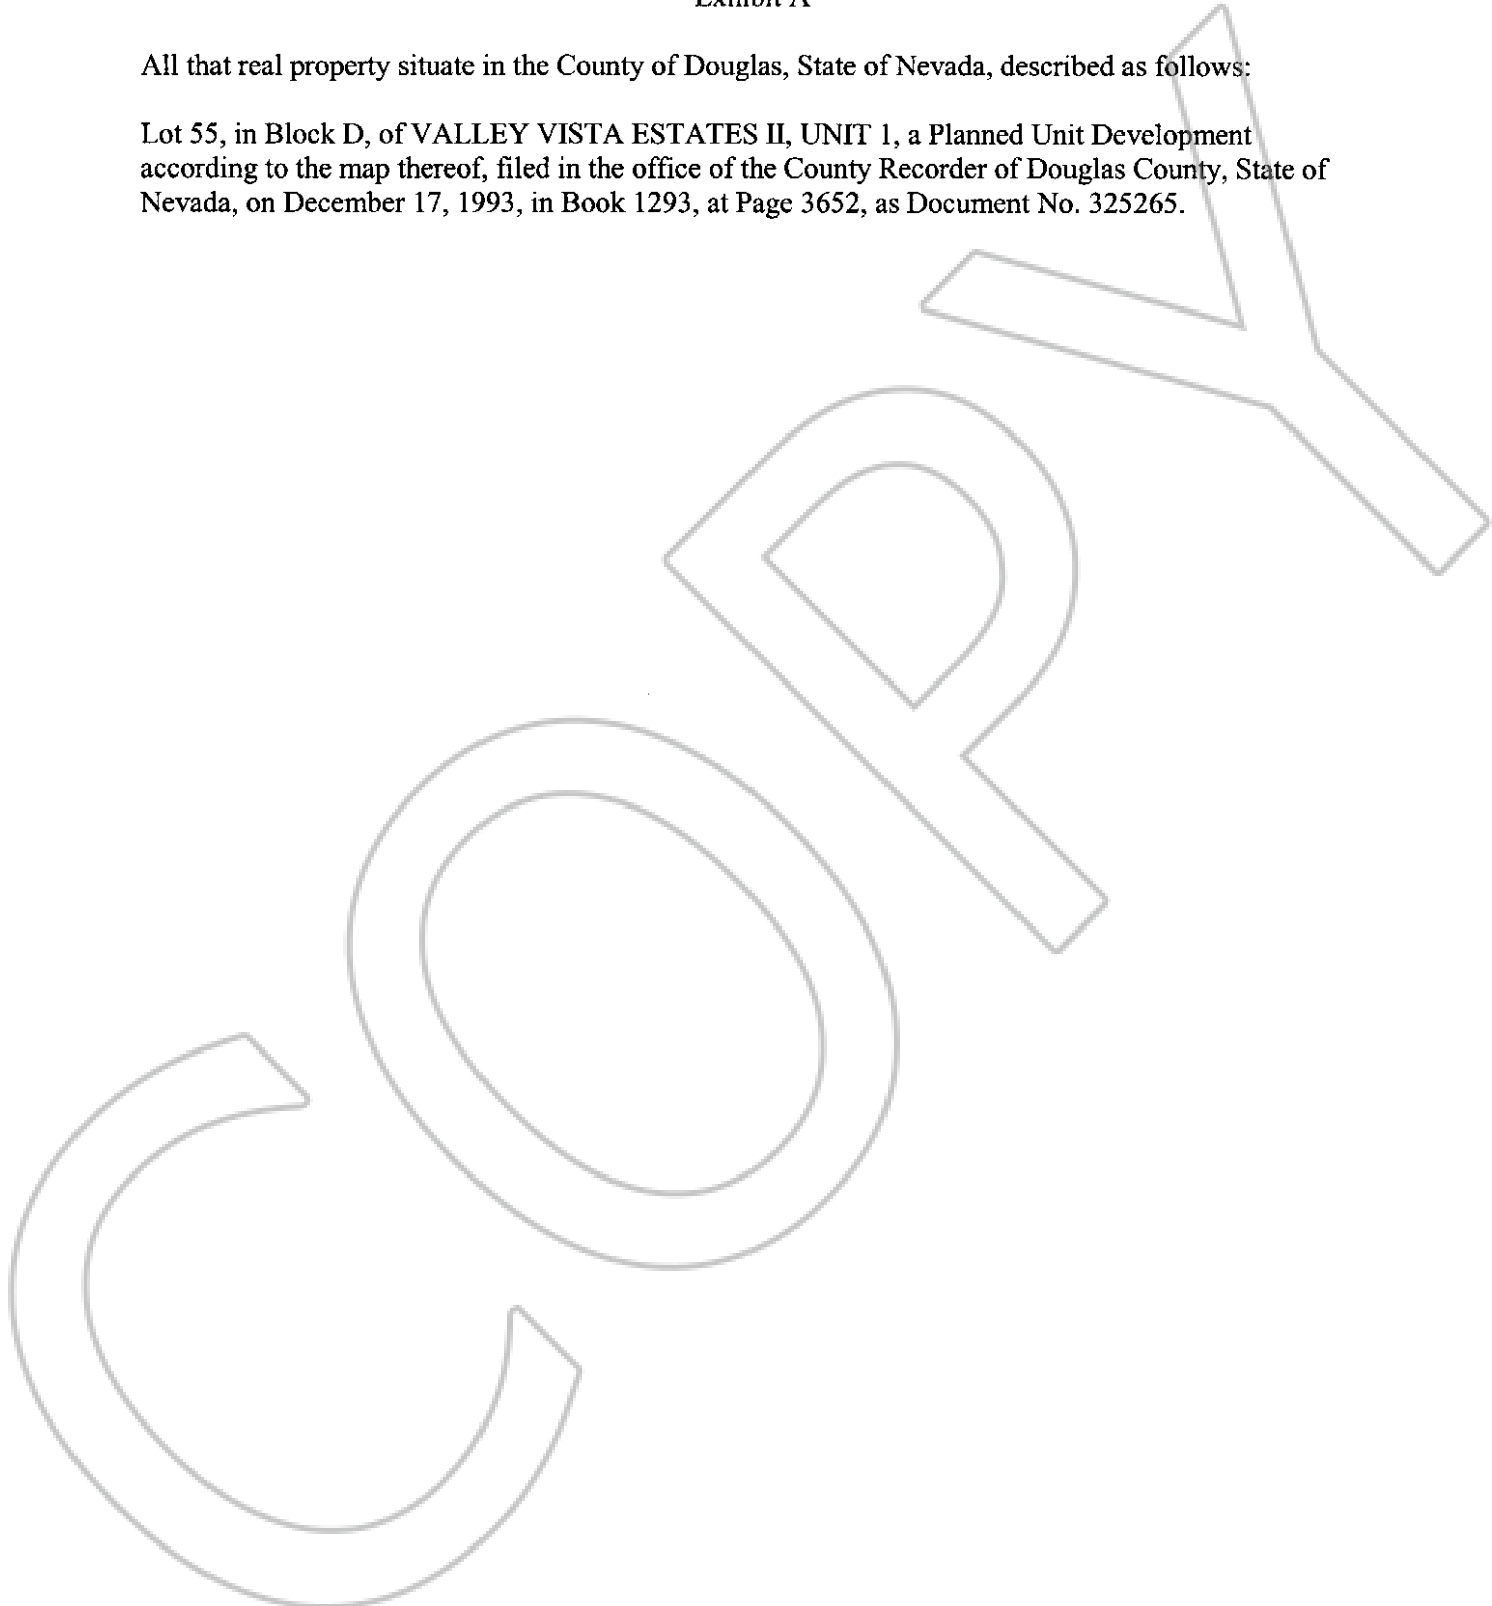 Exhibit A
All that real property situate in the County of Douglas, State of Nevada, described as follows:
Lot 55, in Block D, of VALLEY VISTA ESTATES II, UNIT 1, a Planned Unit Development
according to the map thereof, filed in the office of the County Recorder of Douglas County, State of
Nevada, on December 17, 1993, in Book 1293, at Page 3652, as Document No. 325265.
COPY